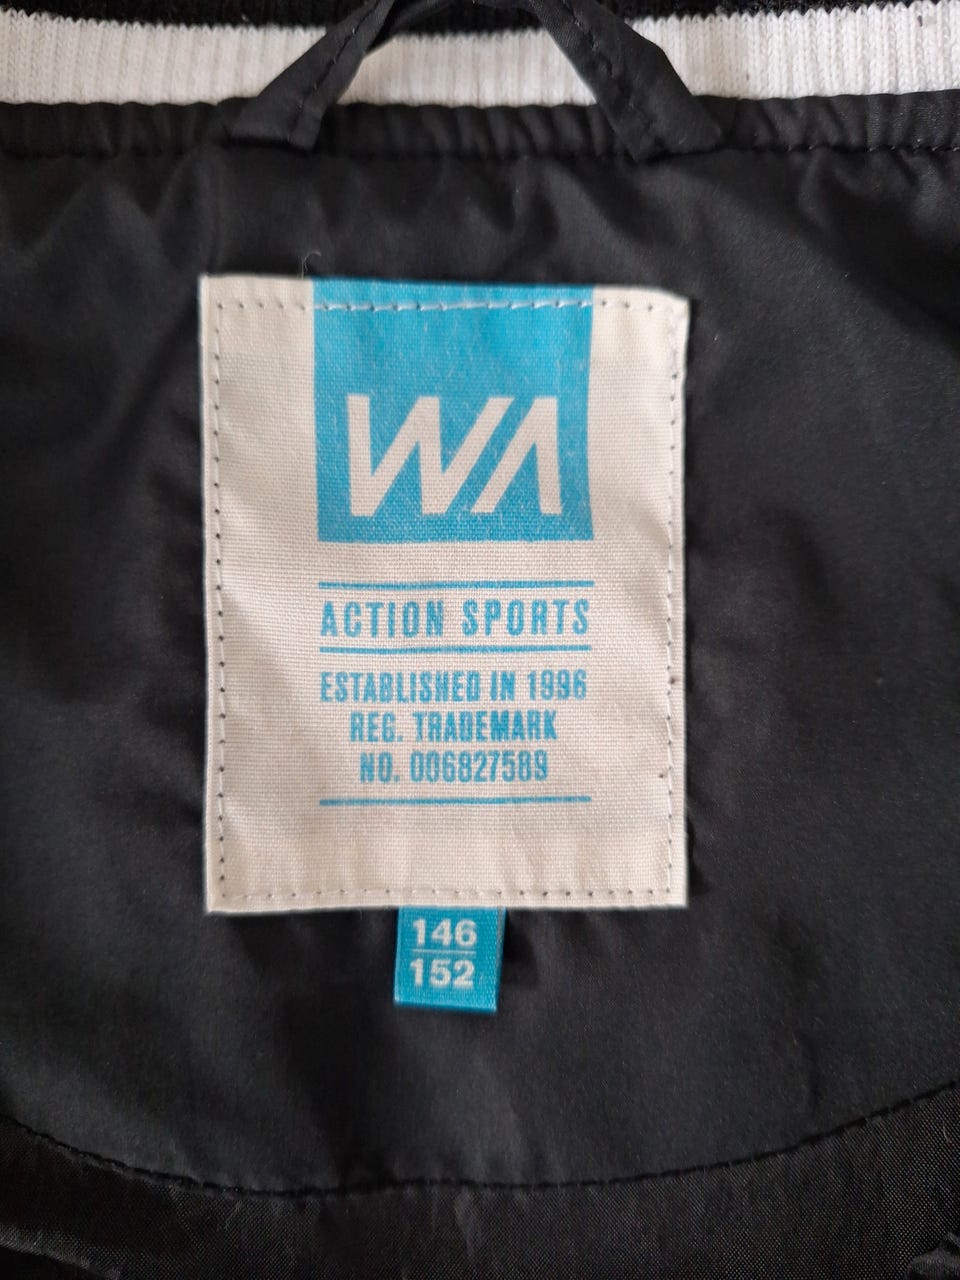 WA
ACTION SPORTS
ESTABLISHED IN 1996
REG. TRADEMARK
NO. 006827589
146
152